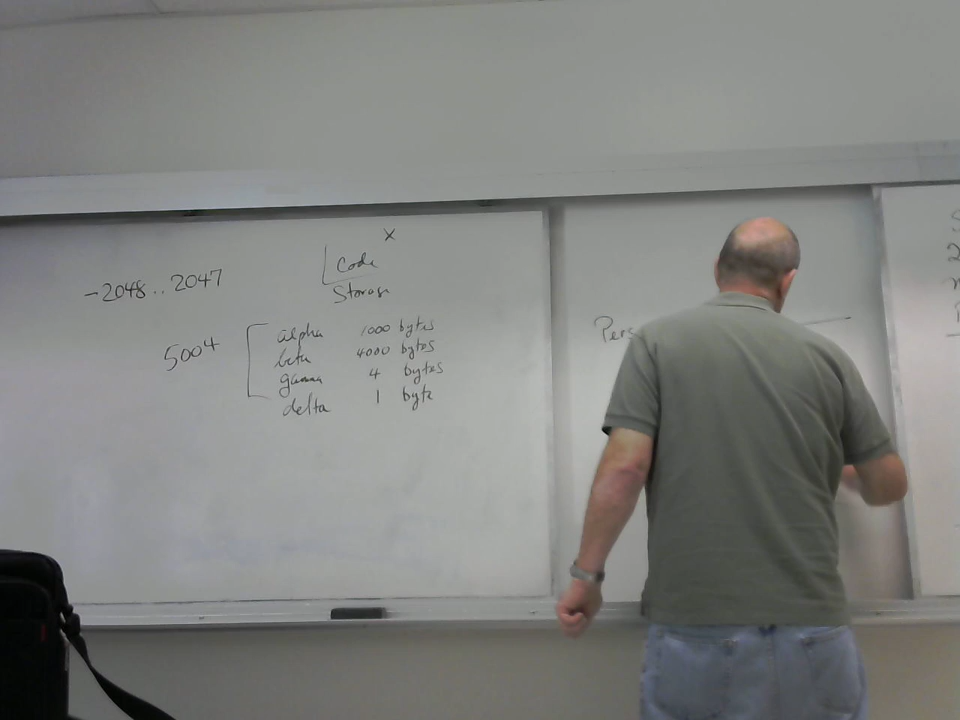 x
Code
Storage
-2048..2047
5004
alpha 1000 bytes
beta 4000 bytes
gamma 4 bytes
delta 1 byte
Pers